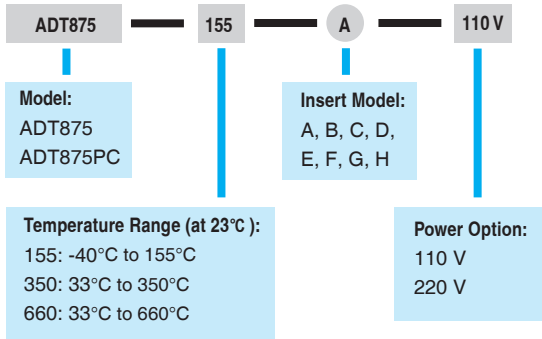 ADT875 155 A 110 V
Model:
ADT875
ADT875PC
Insert Model:
A, B, C, D,
E, F, G, H
Temperature Range (at 23°C ):
155: -40°C to 155°C
350: 33°C to 350°C
660: 33°C to 660°C
Power Option:
110 V
220 V